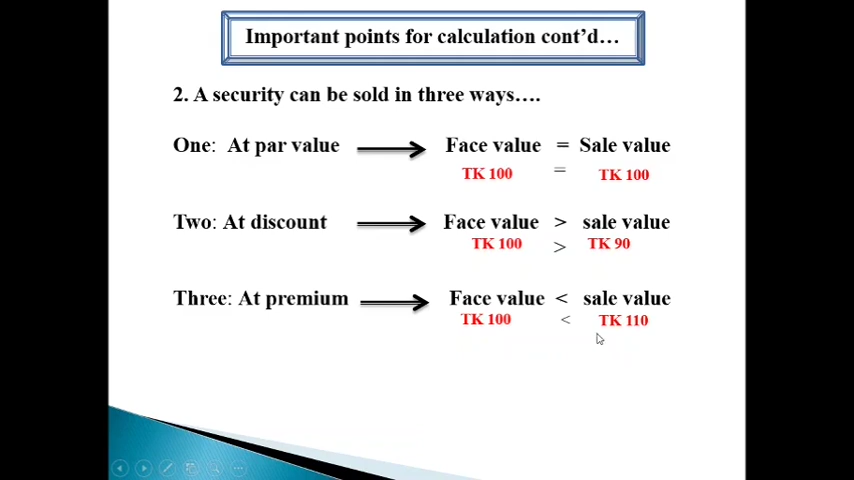 Important points for calculation cont'd…
2. A security can be sold in three ways….
One: At par value Face value = Sale value
TK 100 = TK 100
Two: At discount Face value > sale value
TK 100 > TK 90
Three: At premium Face value < sale value
TK 100 < TK 110